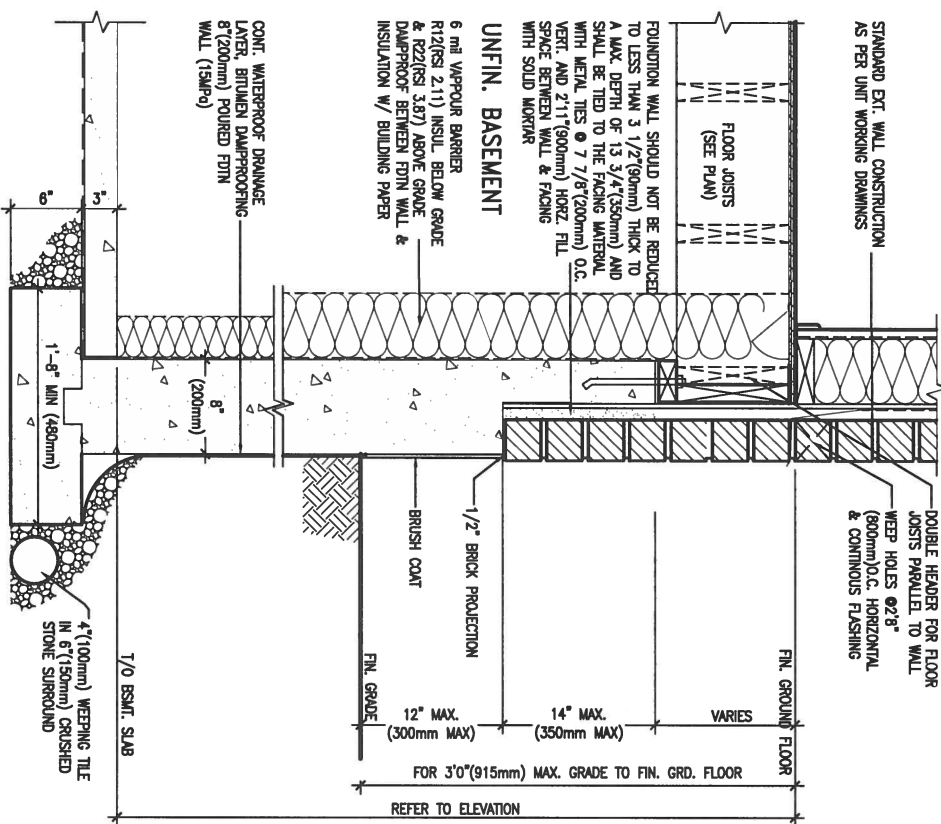 STANDARD EXT. WALL CONSTRUCTION
AS PER UNIT WORKING DRAWINGS
FLOOR JOISTS
(SEE PLAN)
FOUNDTION WALL SHOULD NOT BE REDUCED
TO LESS THAN 3 1/2"(90mm) THICK TO
A MAX. DEPTH OF 13 3/4"(350mm) AND
SHALL BE TIED TO THE FACING MATERIAL
WITH METAL TIES @ 7 7/8"(200mm) O.C.
VERT. AND 2'11"(900mm) HORZ. FILL
SPACE BETWEEN WALL & FACING
WITH SOLID MORTAR
UNFIN. BASEMENT
6 mil VAPPOUR BARRIER
R12(RSI 2.11) INSUL. BELOW GRADE
& R22(RSI 3.87) ABOVE GRADE
DAMPPROOF BETWEEN FDTN WALL &
INSULATION W/ BUILDING PAPER
CONT. WATERPROOF DRAINAGE
LAYER, BITUMEN DAMPPROOFING
8"(200mm) POURED FDTN
WALL (15MPa)
6"
3"
1'-8" MIN (480mm)
8"
(200mm)
DOUBLE HEADER FOR FLOOR
JOISTS PARALLEL TO WALL
WEEP HOLES @2'8"
(800mm)O.C. HORIZONTAL
& CONTINOUS FLASHING
1/2" BRICK PROJECTION
BRUSH COAT
4"(100mm) WEEPING TILE
IN 6"(150mm) CRUSHED
STONE SURROUND
T/O BSMT. SLAB
FIN. GRADE
FIN. GROUND FLOOR
12" MAX.
(300mm MAX)
14" MAX.
(350mm MAX)
VARIES
FOR 3'0"(915mm) MAX. GRADE TO FIN. GRD. FLOOR
REFER TO ELEVATION